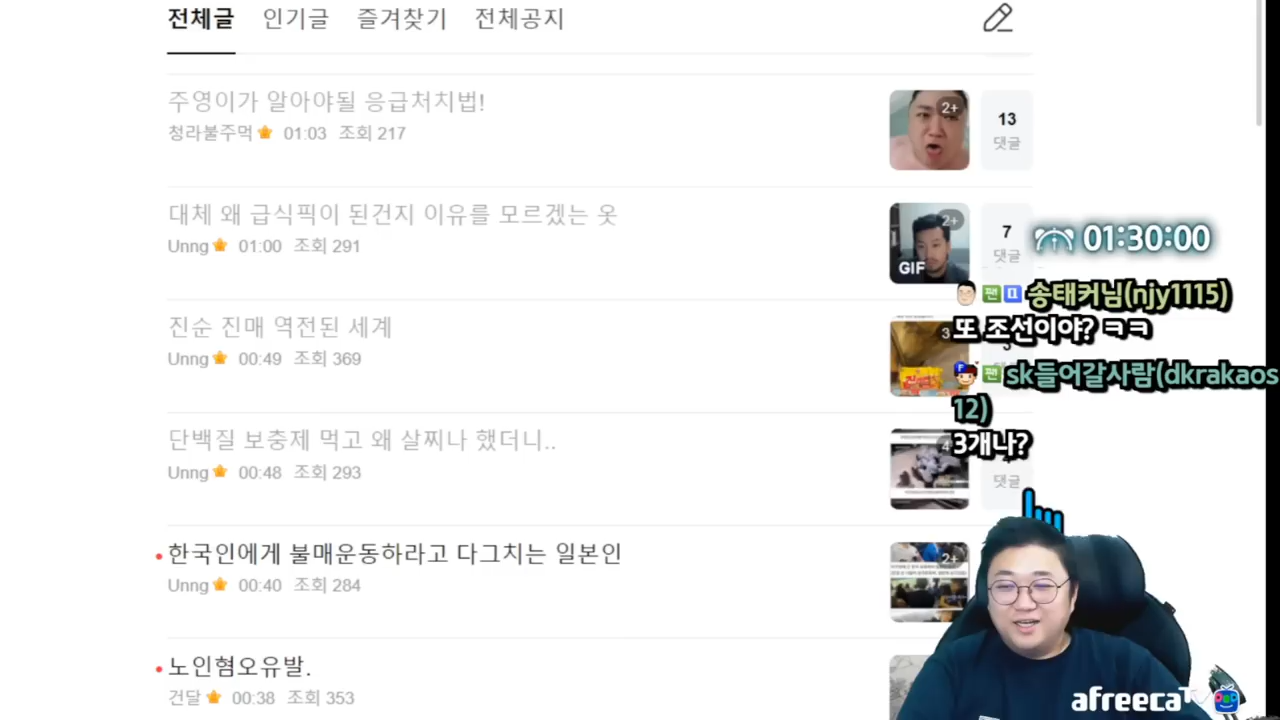 전체글 인기글 즐겨찾기 전체공지
주영이가 알아야될 응급처치법!
청라불주먹 01:03 조회 217
2+
13
댓글
대체 왜 급식픽이 된건지 이유를 모르겠는 옷
Unng 01:00 조회 291
2+
GIF
7
댓글
01:30:00
송태커님(njy1115)
또 조선이야? ㅋㅋ
진순 진매 역전된 세계
Unng 00:49 조회 369
3
sk들어갈사람(dkrakaos
12)
3개나?
단백질 보충제 먹고 왜 살찌나 했더니..
Unng 00:48 조회 293
4
댓글
한국인에게 불매운동하라고 다그치는 일본인
Unng 00:40 조회 284
2+
노인혐오유발.
건달 00:38 조회 353
afreecaTV